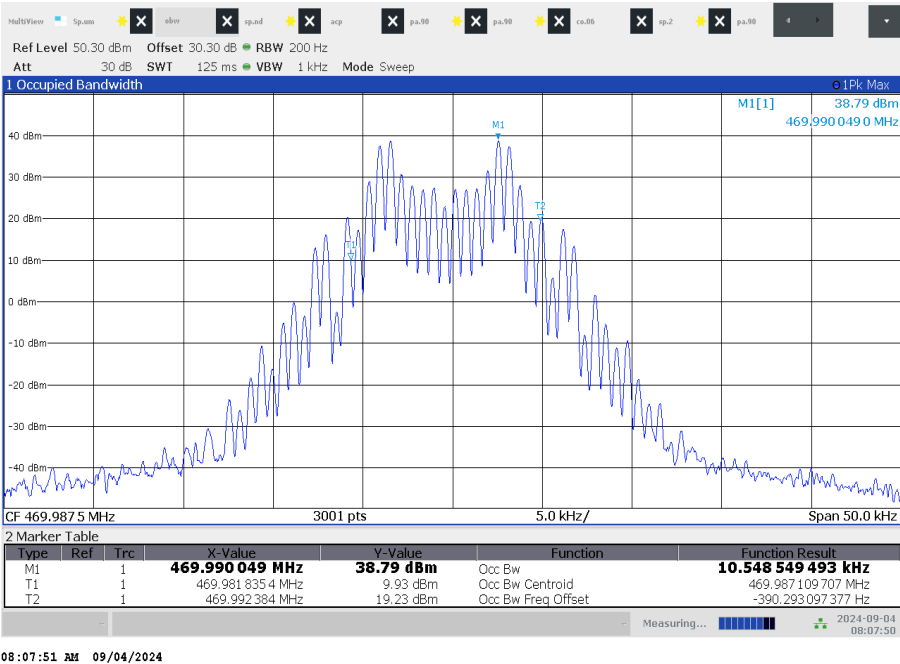 MultiView Sp.um obw sp.nd acp pa.90 pa.90 co.06 sp.2 pa.90
Ref Level 50.30 dBm Offset 30.30 dB RBW 200 Hz
Att 30 dB SWT 125 ms VBW 1 kHz Mode Sweep
1 Occupied Bandwidth 1Pk Max
M1[1] 38.79 dBm
469.990 049 0 MHz
M1
40 dBm
30 dBm
T2
20 dBm
T1
10 dBm
0 dBm
-10 dBm
-20 dBm
-30 dBm
-40 dBm
CF 469.987 5 MHz 3001 pts 5.0 kHz/ Span 50.0 kHz
2 Marker Table
Type Ref Trc X-Value Y-Value Function Function Result
M1 1 469.990 049 MHz 38.79 dBm Occ Bw 10.548 549 493 kHz
T1 1 469.981 835 4 MHz 9.93 dBm Occ Bw Centroid 469.987 109 707 MHz
T2 1 469.992 384 MHz 19.23 dBm Occ Bw Freq Offset -390.293 097 377 Hz
Measuring... 2024-09-04
08:07:50
08:07:51 AM 09/04/2024